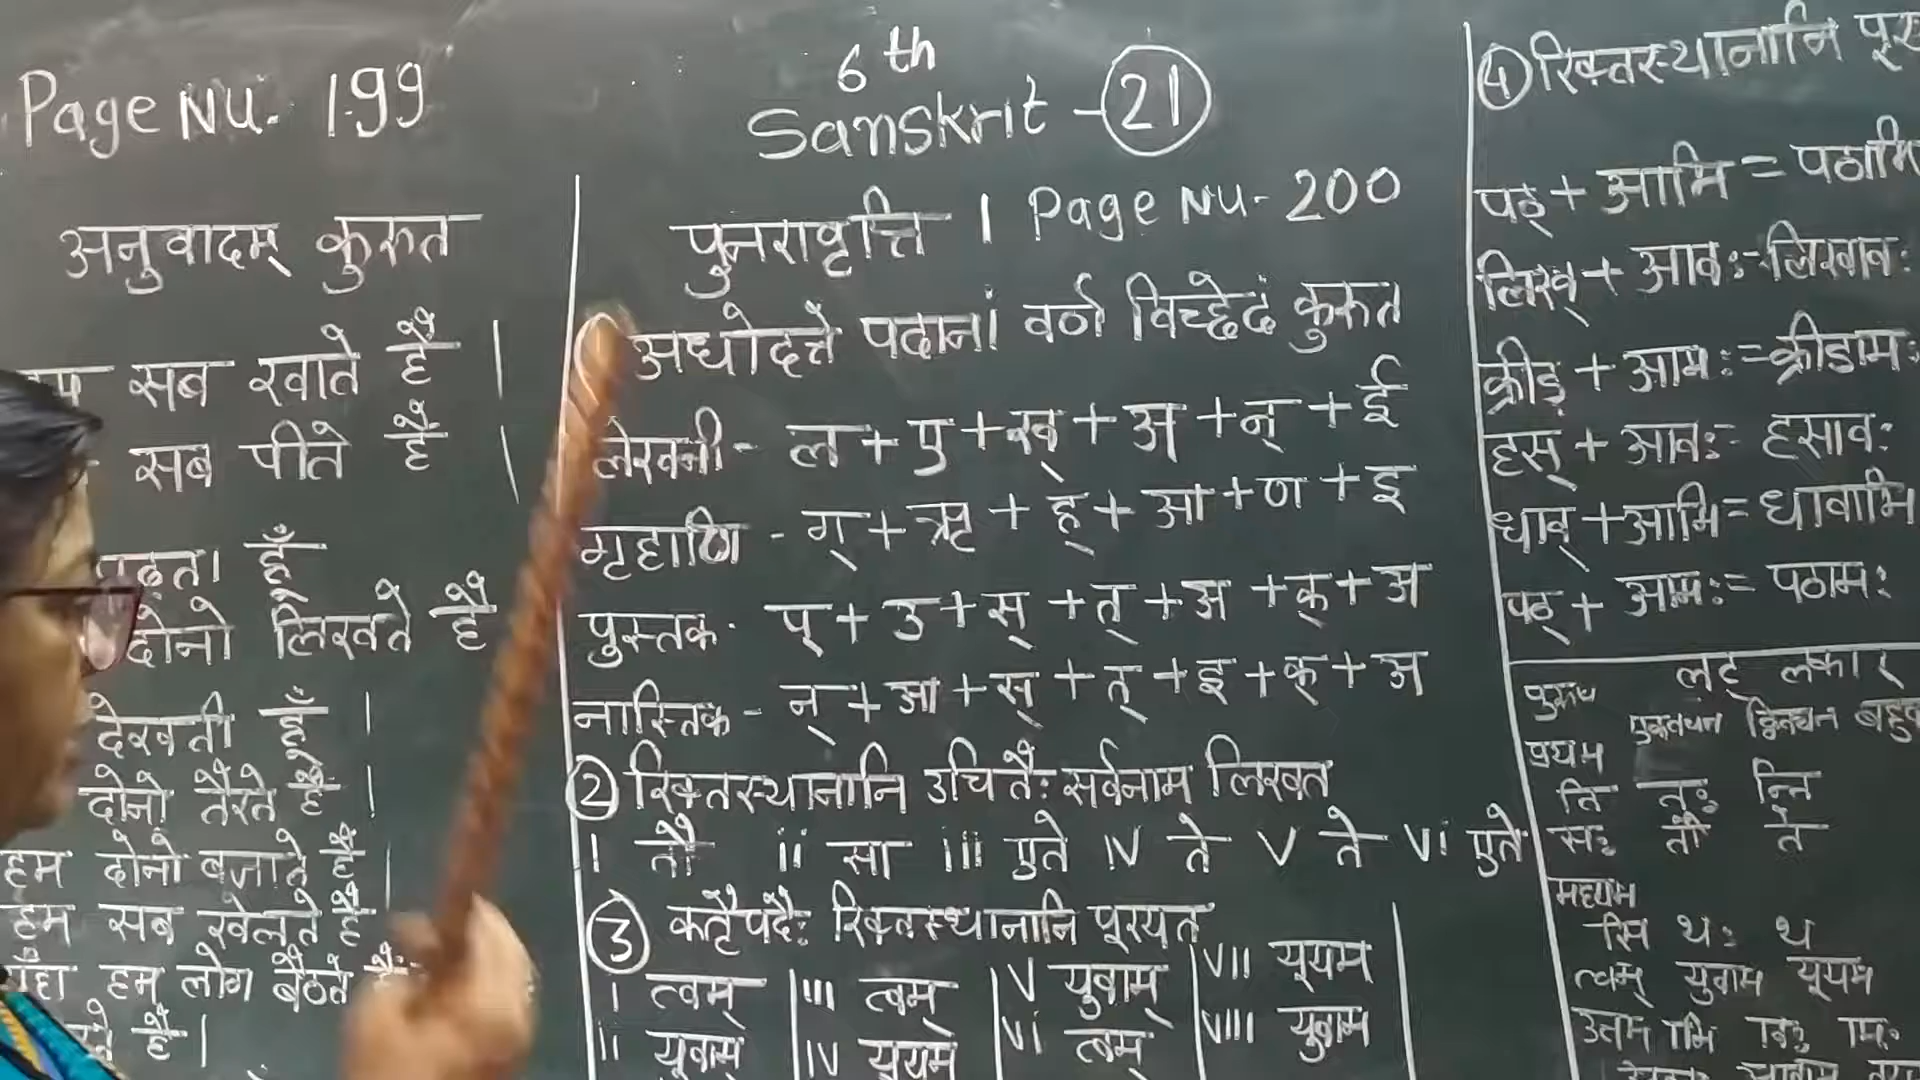 6th
Sanskrit - 21
Page NU. 199
अनुवादम् कुरुत
सब खाते हैं ।
सब पीते हैं ।
पढ़ता हूँ
दोनो लिखते हैं
देखती हूँ ।
दोनो तैरते हैं ।
हम दोनो बजाते हैं ।
हम सब खेलते हैं ।
हम लोग बैठते हैं
हैं ।
पुनरावृत्ति । Page NU- 200
अधोदत्ते पदानां वर्ण विच्छेदं कुरुत
लेखनी - ल + ए + ख् + अ + न् + ई
गृहाणि - ग् + ऋ + ह् + आ + ण + इ
पुस्तक - प् + उ + स् + त् + अ + क् + अ
नास्तिक - न् + आ + स् + त् + इ + क् + अ
② रिक्तस्थानानि उचितैः सर्वनाम लिखत
i तौ ii सा iii एते iv ते v ते vi एते
③ कर्तृपदैः रिक्तस्थानानि पूरयत
i त्वम् iii त्वम् v युवाम् vii यूयम
ii युवाम् iv यूयम vi त्वम् viii युवाम
④ रिक्तस्थानानि
पठ् + आमि = पठामि
लिख् + आवः - लिखावः
क्रीड् + आमः = क्रीडामः
हस् + आवः = हसावः
धाव् + आमि = धावामि
पठ् + आमः = पठामः
लट् लकार
पुरुष एकवचन द्विवचन
प्रथम
ति तः न्ति
सः तौ ते
मध्यम
सि थः थ
त्वम् युवाम यूयम
उत्तम मि वः मः